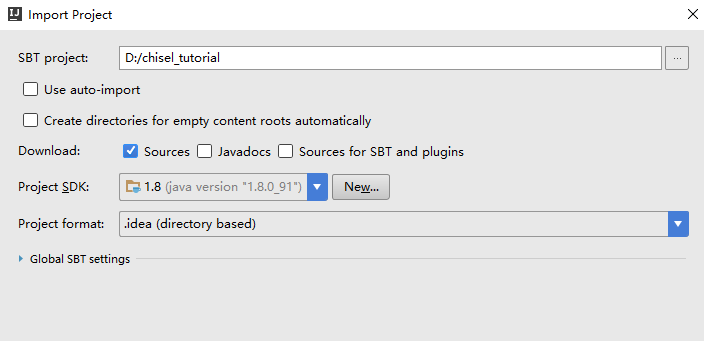 IJ Import Project
SBT project: D:/chisel_tutorial ...
Use auto-import
Create directories for empty content roots automatically
Download: Sources Javadocs Sources for SBT and plugins
Project SDK: 1.8 (java version "1.8.0_91") New...
Project format: .idea (directory based)
Global SBT settings